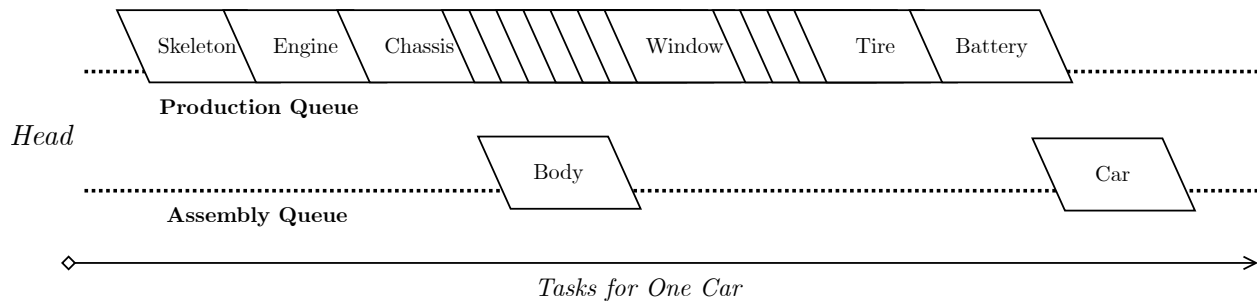 Skeleton Engine Chassis Window Tire Battery
Production Queue
Head
Body Car
Assembly Queue
Tasks for One Car